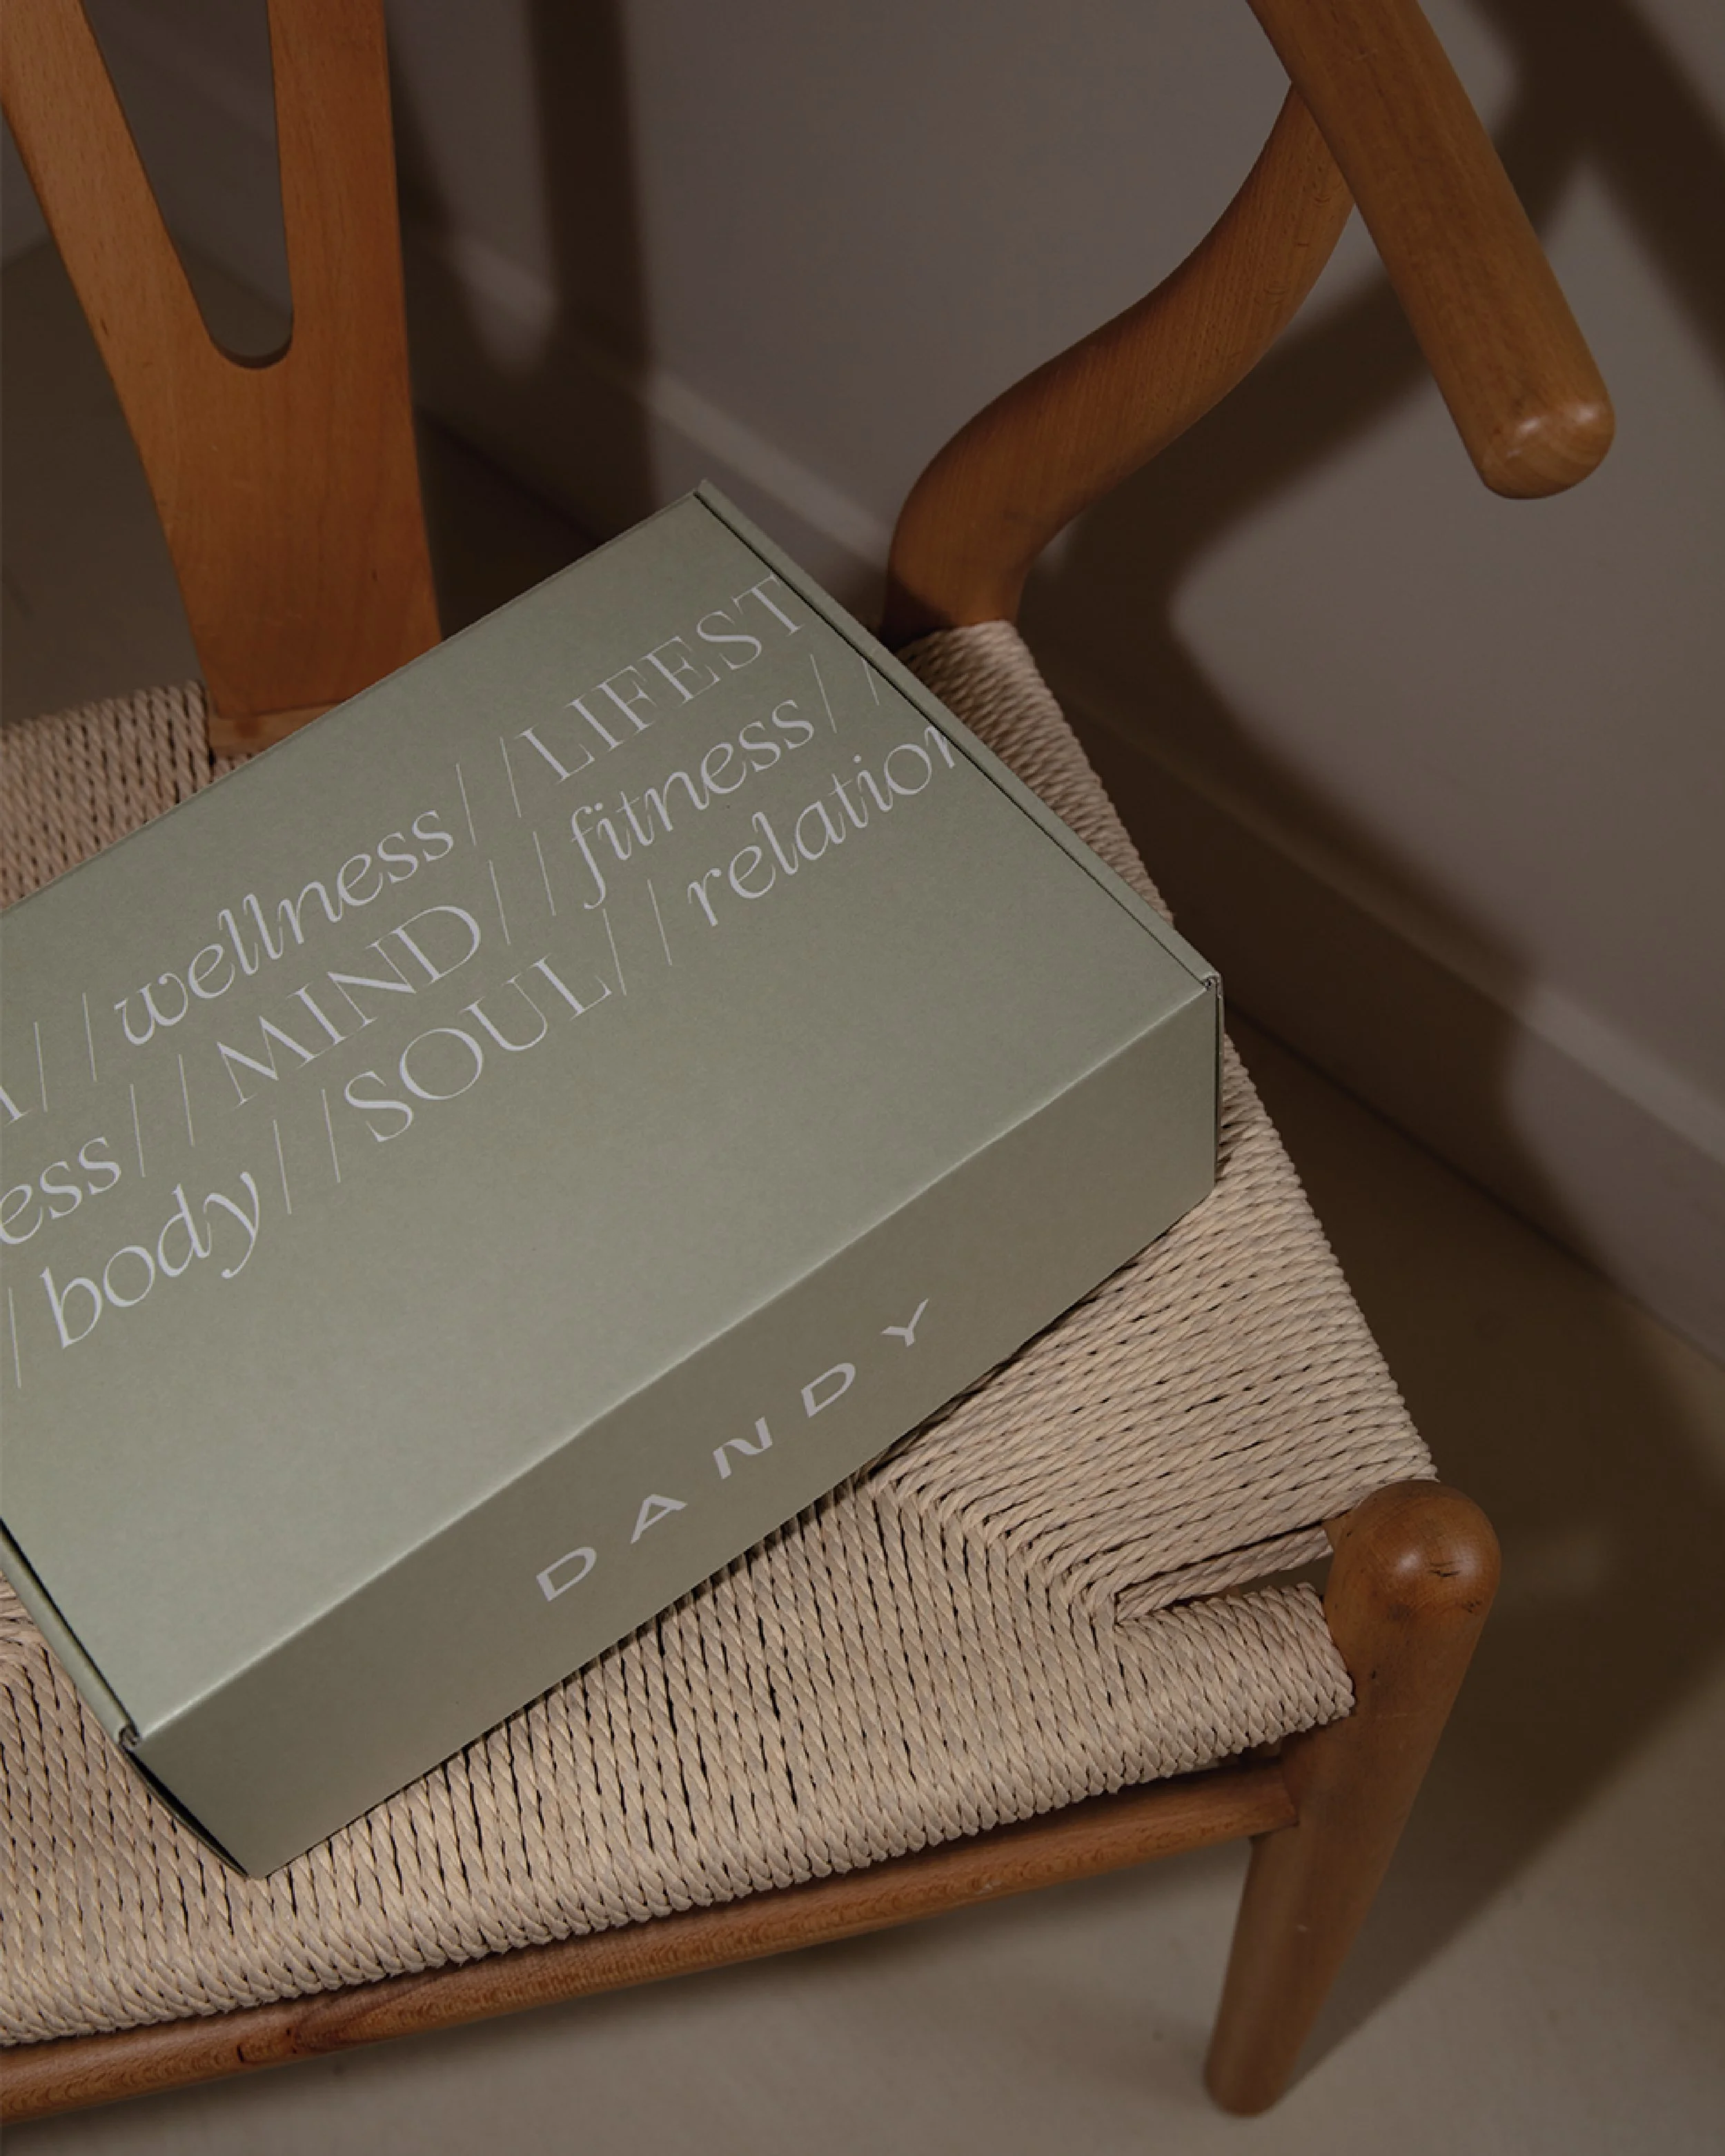 // wellness // LIFEST
ess // MIND // fitness //
/ body // SOUL // relation
DANDY